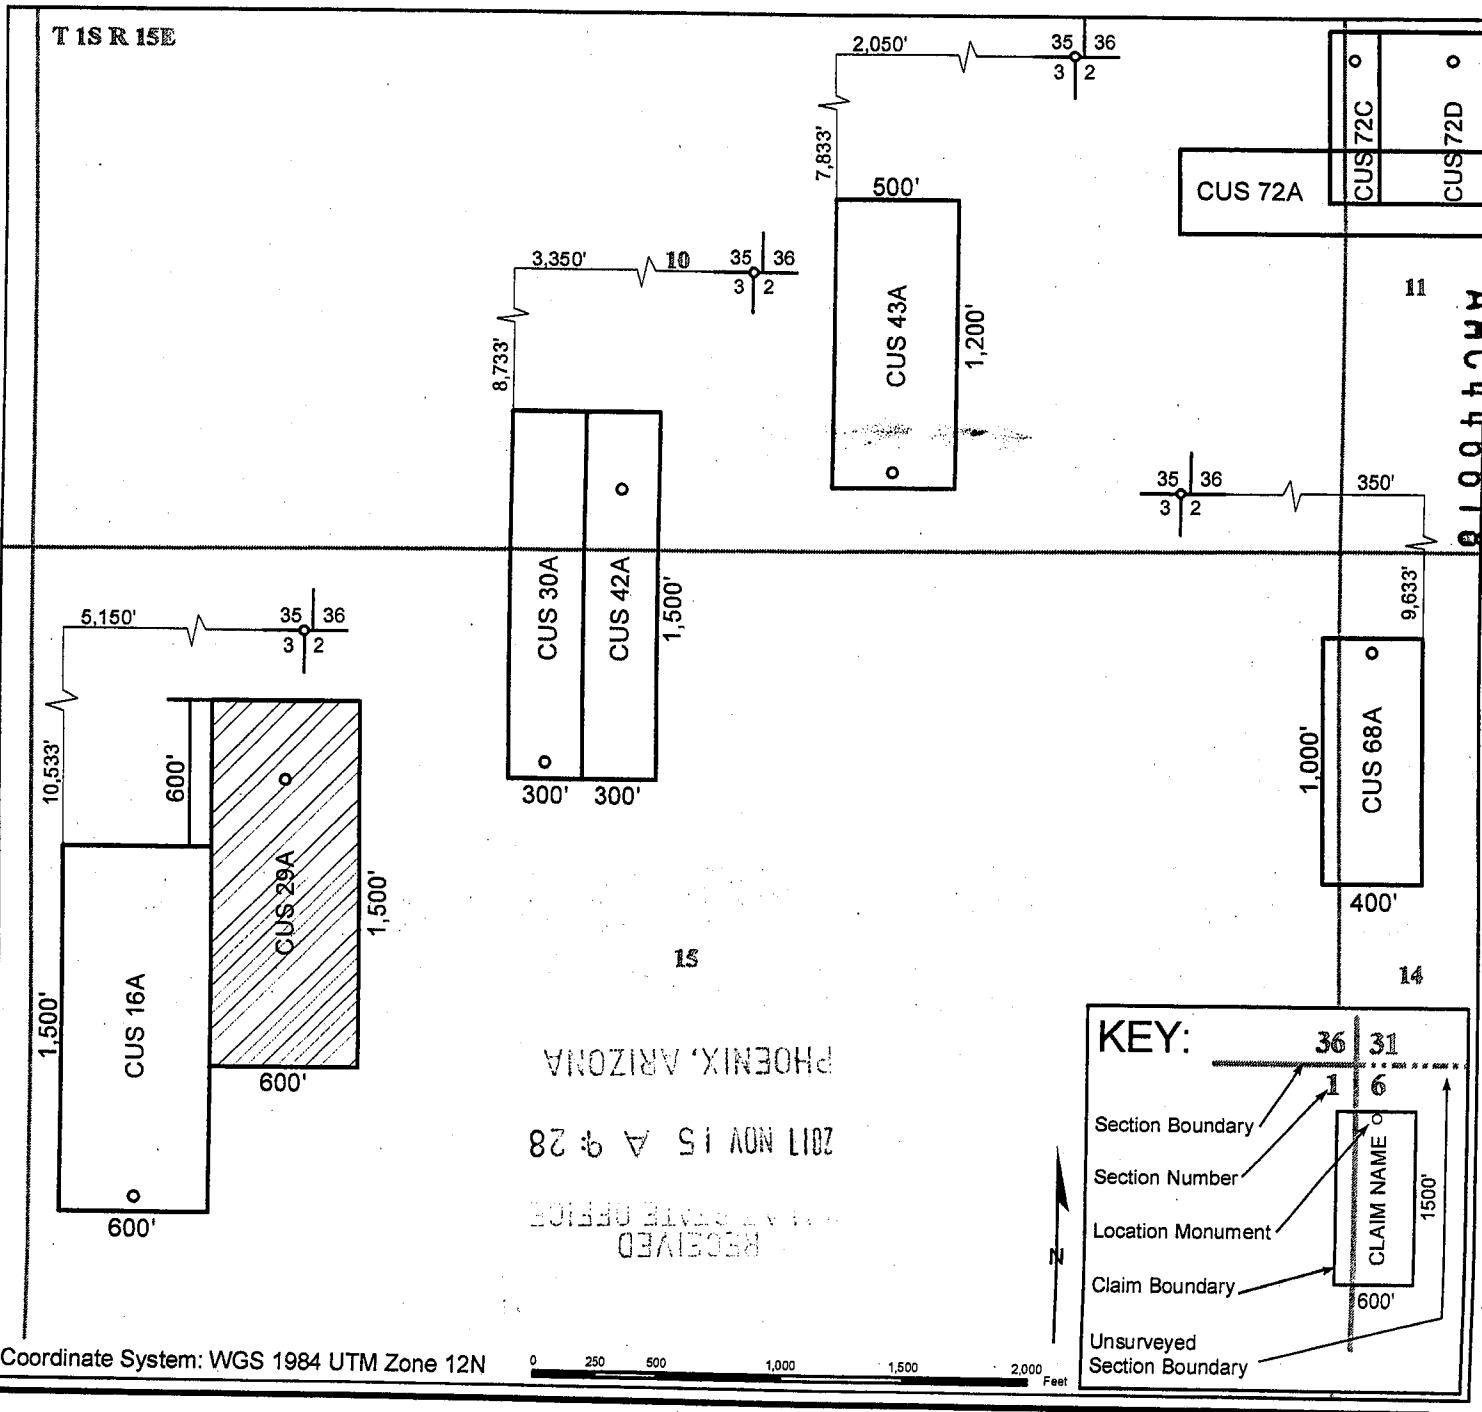 T 1S R 15E
2,050'
35 36
3 2
7,833'
500'
CUS 43A
1,200'
CUS 72C
CUS 72D
CUS 72A
11
3,350'
10
35 36
3 2
8,733'
CUS 30A
CUS 42A
1,500'
300' 300'
35 36
3 2
350'
9,633'
CUS 68A
1,000'
400'
5,150'
35 36
3 2
10,533'
600'
CUS 29A
1,500'
600'
CUS 16A
1,500'
600'
15
14
RECEIVED
STATE OFFICE
2011 NOV 15 A 9:28
PHOENIX, ARIZONA
KEY:
36 31
1 6
Section Boundary
Section Number
Location Monument
Claim Boundary
Unsurveyed
Section Boundary
CLAIM NAME
1500'
600'
N
Coordinate System: WGS 1984 UTM Zone 12N
0 250 500 1,000 1,500 2,000
Feet